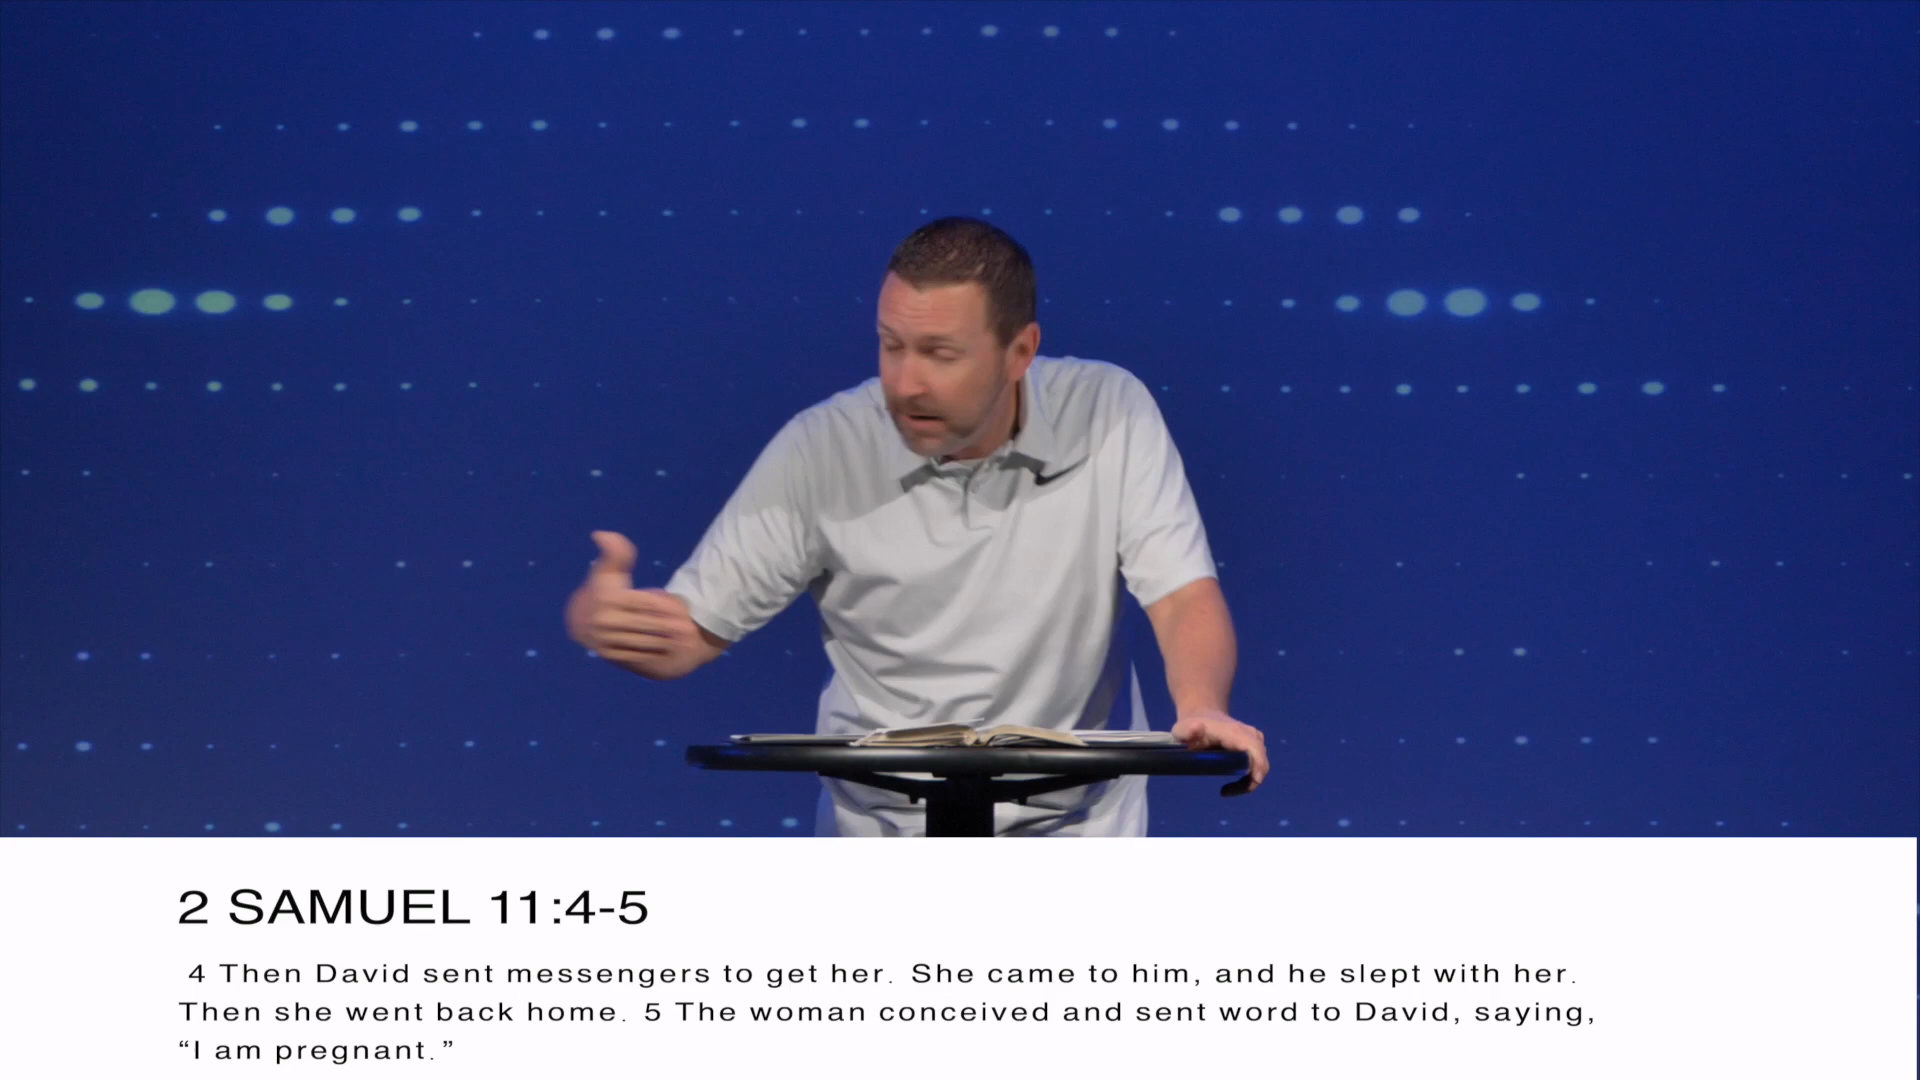 2 SAMUEL 11:4-5
4 Then David sent messengers to get her. She came to him, and he slept with her.
Then she went back home. 5 The woman conceived and sent word to David, saying,
“I am pregnant.”